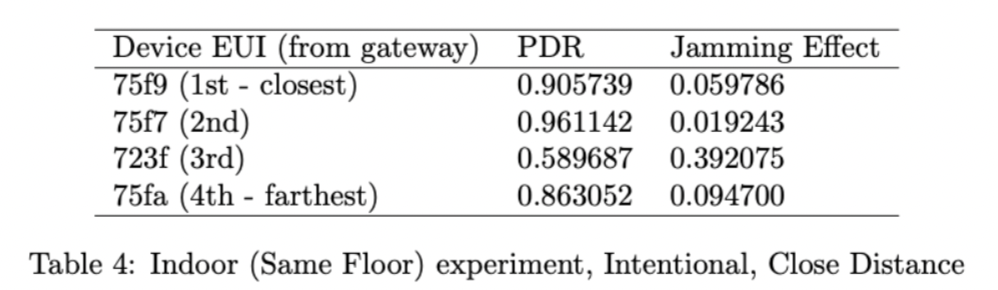 Device EUI (from gateway) PDR Jamming Effect
75f9 (1st - closest) 0.905739 0.059786
75f7 (2nd) 0.961142 0.019243
723f (3rd) 0.589687 0.392075
75fa (4th - farthest) 0.863052 0.094700
Table 4: Indoor (Same Floor) experiment, Intentional, Close Distance